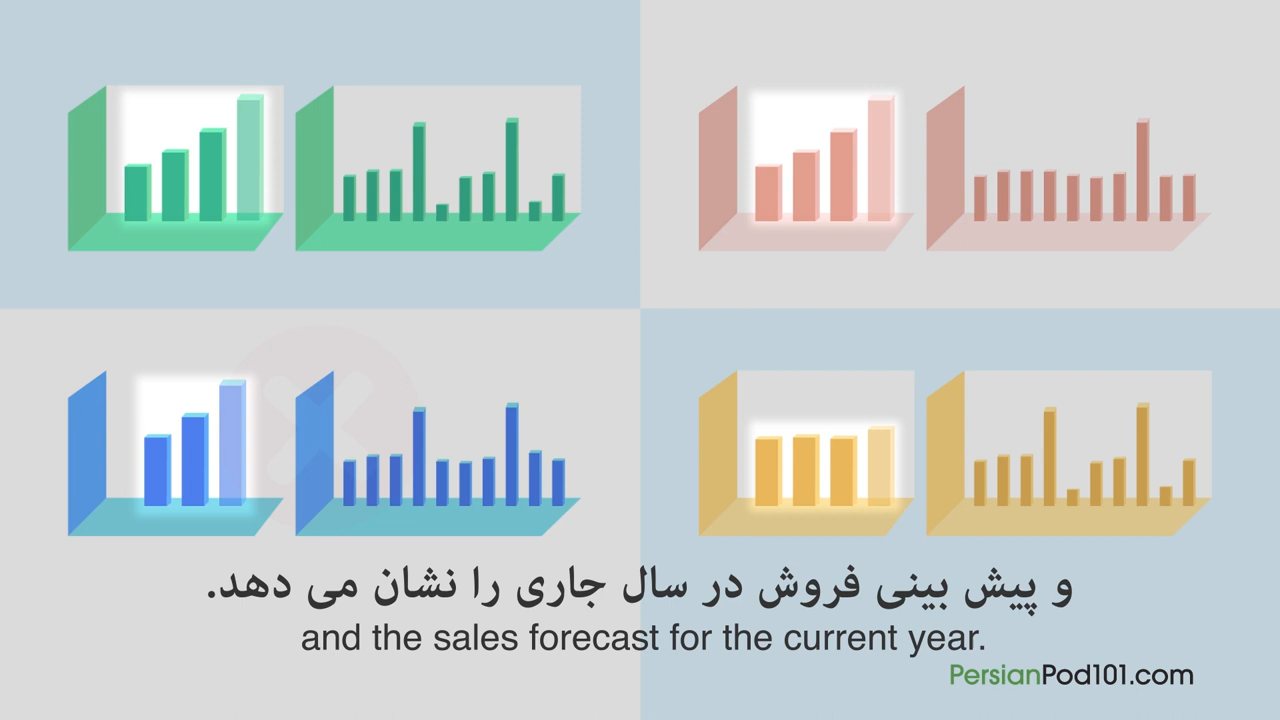 و پیش بینی فروش در سال جاری را نشان می دهد.
and the sales forecast for the current year.
PersianPod101.com